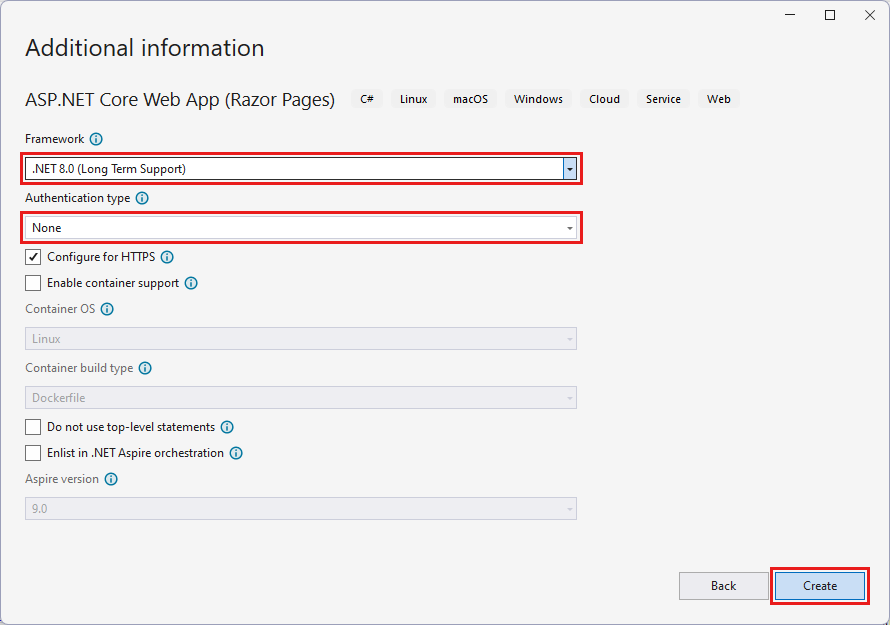 Additional information
ASP.NET Core Web App (Razor Pages) C# Linux macOS Windows Cloud Service Web
Framework
.NET 8.0 (Long Term Support)
Authentication type
None
Configure for HTTPS
Enable container support
Container OS
Linux
Container build type
Dockerfile
Do not use top-level statements
Enlist in .NET Aspire orchestration
Aspire version
9.0
Back Create